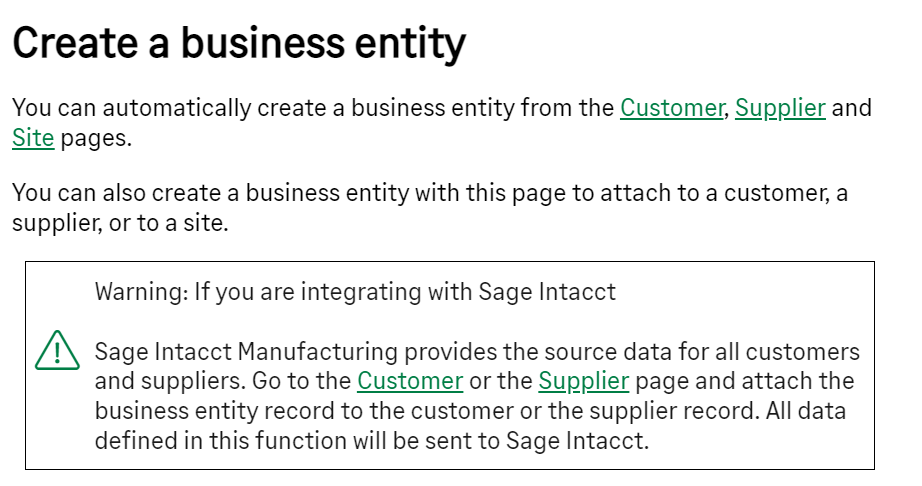 Create a business entity
You can automatically create a business entity from the Customer, Supplier and
Site pages.
You can also create a business entity with this page to attach to a customer, a
supplier, or to a site.
Warning: If you are integrating with Sage Intacct
Sage Intacct Manufacturing provides the source data for all customers
and suppliers. Go to the Customer or the Supplier page and attach the
business entity record to the customer or the supplier record. All data
defined in this function will be sent to Sage Intacct.